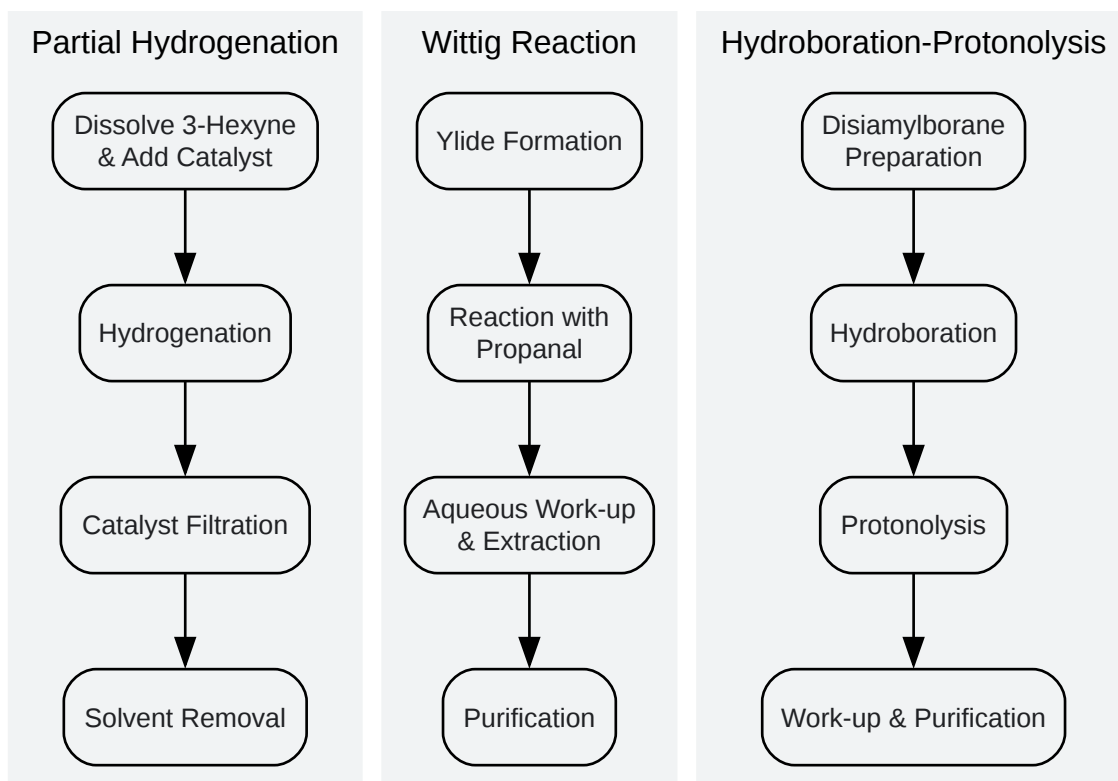 Partial Hydrogenation
Dissolve 3-Hexyne
& Add Catalyst
Hydrogenation
Catalyst Filtration
Solvent Removal
Wittig Reaction
Ylide Formation
Reaction with
Propanal
Aqueous Work-up
& Extraction
Purification
Hydroboration-Protonolysis
Disiamylborane
Preparation
Hydroboration
Protonolysis
Work-up & Purification